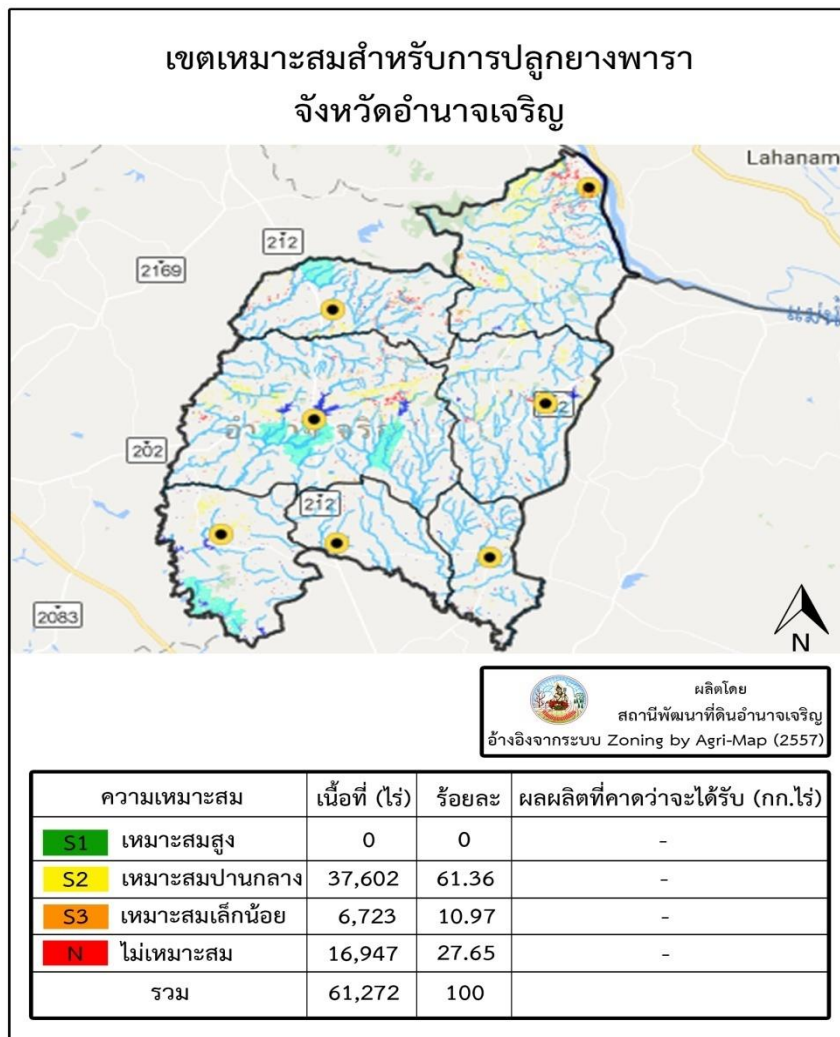 เขตเหมาะสมสำหรับการปลูกยางพารา
จังหวัดอำนาจเจริญ
Lahanam
212
2169
แม่น้
202
212
2083
N
ผลิตโดย
สถานีพัฒนาที่ดินอำนาจเจริญ
อ้างอิงจากระบบ Zoning by Agri-Map (2557)
ความเหมาะสม เนื้อที่ (ไร่) ร้อยละ ผลผลิตที่คาดว่าจะได้รับ (กก.ไร่)
S1 เหมาะสมสูง 0 0 -
S2 เหมาะสมปานกลาง 37,602 61.36 -
S3 เหมาะสมเล็กน้อย 6,723 10.97 -
N ไม่เหมาะสม 16,947 27.65 -
รวม 61,272 100